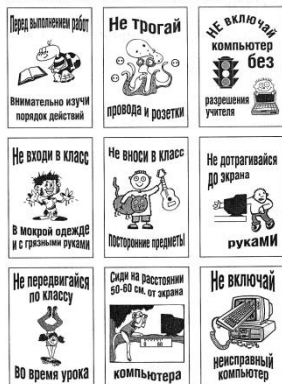 Перед выполнением работ
внимательно изучи
порядок действий
Не трогай
провода и розетки
Не включай
компьютер
без
разрешения
учителя
Не входи в класс
в мокрой одежде
и с грязными руками
Не вноси в класс
посторонние предметы
Не дотрагивайся
до экрана
руками
Не передвигайся
по классу
во время урока
Сиди на расстоянии
50-60 см. от экрана
компьютера
Не включай
неисправный
компьютер